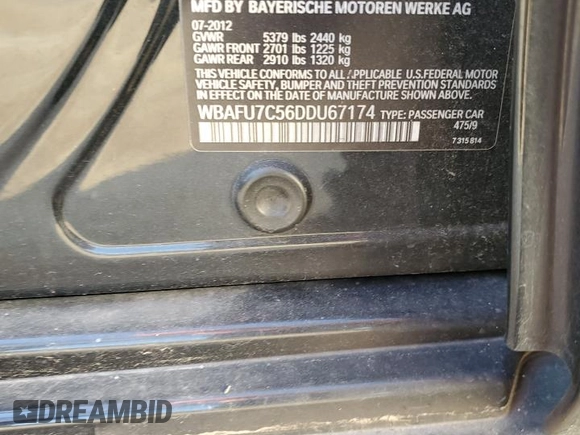 MFD BY BAYERISCHE MOTOREN WERKE AG
07-2012
GVWR 5379 lbs 2440 kg
GAWR FRONT 2701 lbs 1225 kg
GAWR REAR 2910 lbs 1320 kg
THIS VEHICLE CONFORMS TO ALL APPLICABLE U.S.FEDERAL MOTOR
VEHICLE SAFETY, BUMPER AND THEFT PREVENTION STANDARDS
IN EFFECT ON THE DATE OF MANUFACTURE SHOWN ABOVE.
WBAFU7C56DDU67174
TYPE: PASSENGER CAR
475/9
7 315 814
DREAMBID